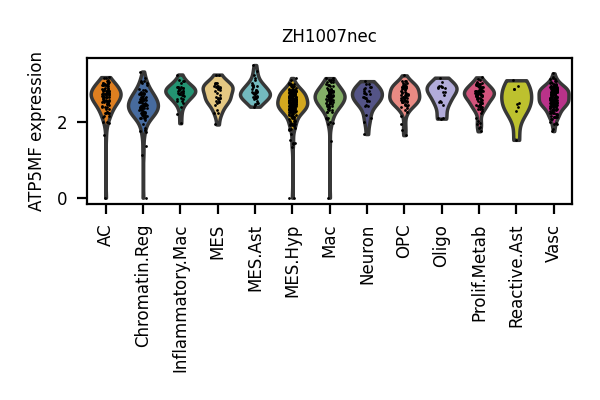 ZH1007nec
ATP5MF expression
2
0
AC
Chromatin.Reg
Inflammatory.Mac
MES
MES.Ast
MES.Hyp
Mac
Neuron
OPC
Oligo
Prolif.Metab
Reactive.Ast
Vasc